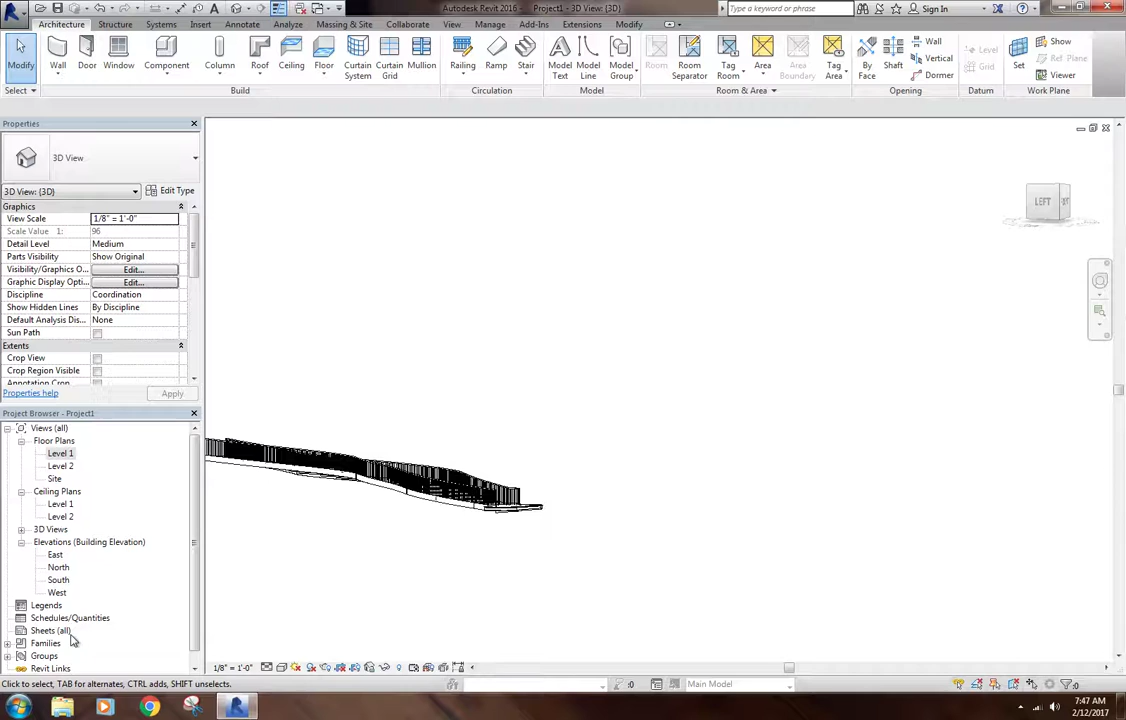 Autodesk Revit 2016 - Project1 - 3D View: {3D}
Type a keyword or phrase
Sign In
Architecture Structure Systems Insert Annotate Analyze Massing & Site Collaborate View Manage Add-Ins Extensions Modify
Modify Wall Door Window Component Column Roof Ceiling Floor Curtain System Curtain Grid Mullion Railing Ramp Stair Model Text Model Line Model Group Room Room Separator Tag Room Area Area Boundary Tag Area By Face Shaft Wall Vertical Dormer Level Grid Set Show Ref Plane Viewer
Select Build Circulation Model Room & Area Opening Datum Work Plane
Properties
3D View
3D View: {3D} Edit Type
Graphics
View Scale 1/8" = 1'-0"
Scale Value 1: 96
Detail Level Medium
Parts Visibility Show Original
Visibility/Graphics O... Edit...
Graphic Display Opti... Edit...
Discipline Coordination
Show Hidden Lines By Discipline
Default Analysis Dis... None
Sun Path
Extents
Crop View
Crop Region Visible
Annotation Crop
Properties help Apply
Project Browser - Project1
Views (all)
Floor Plans
Level 1
Level 2
Site
Ceiling Plans
Level 1
Level 2
3D Views
Elevations (Building Elevation)
East
North
South
West
Legends
Schedules/Quantities
Sheets (all)
Families
Groups
Revit Links
LEFT
1/8" = 1'-0"
Click to select, TAB for alternates, CTRL adds, SHIFT unselects.
:0
Main Model
:0
7:47 AM
2/12/2017